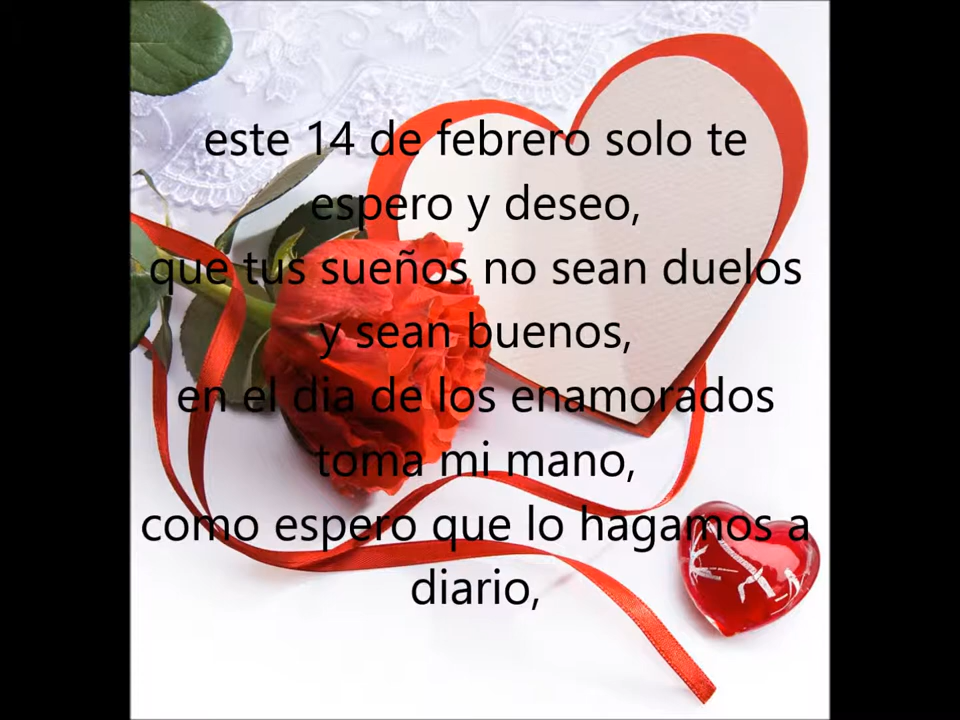 este 14 de febrero solo te
espero y deseo,
que tus sueños no sean duelos
y sean buenos,
en el dia de los enamorados
toma mi mano,
como espero que lo hagamos a
diario,